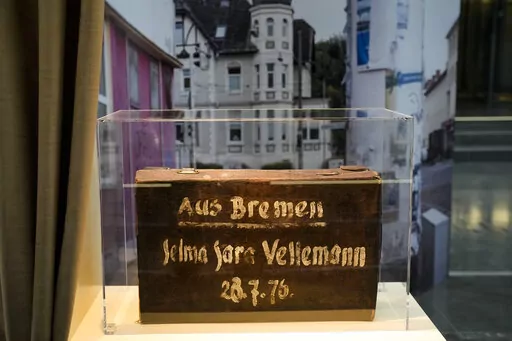 Aus Bremen
Selma Sara Vellemann
28.7.76.